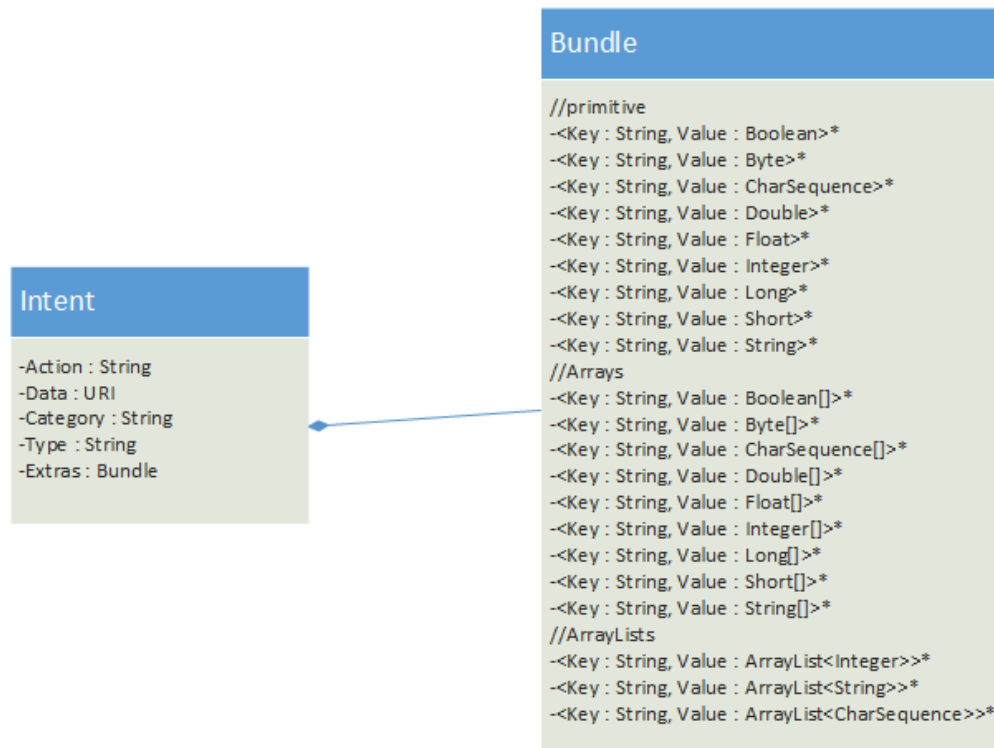 Bundle
//primitive
-<Key : String, Value : Boolean>*
-<Key : String, Value : Byte>*
-<Key : String, Value : CharSequence>*
-<Key : String, Value : Double>*
-<Key : String, Value : Float>*
-<Key : String, Value : Integer>*
-<Key : String, Value : Long>*
-<Key : String, Value : Short>*
-<Key : String, Value : String>*
//Arrays
-<Key : String, Value : Boolean[]>*
-<Key : String, Value : Byte[]>*
-<Key : String, Value : CharSequence[]>*
-<Key : String, Value : Double[]>*
-<Key : String, Value : Float[]>*
-<Key : String, Value : Integer[]>*
-<Key : String, Value : Long[]>*
-<Key : String, Value : Short[]>*
-<Key : String, Value : String[]>*
//ArrayLists
-<Key : String, Value : ArrayList<Integer>>*
-<Key : String, Value : ArrayList<String>>*
-<Key : String, Value : ArrayList<CharSequence>>*
Intent
-Action : String
-Data : URI
-Category : String
-Type : String
-Extras : Bundle